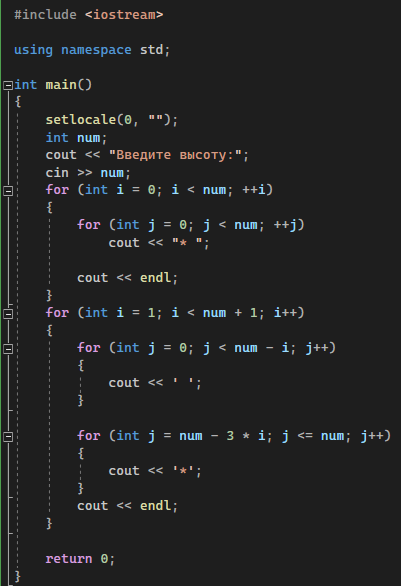 #include <iostream>
using namespace std;
int main()
{
setlocale(0, "");
int num;
cout << "Введите высоту:";
cin >> num;
for (int i = 0; i < num; ++i)
{
for (int j = 0; j < num; ++j)
cout << "* ";
cout << endl;
}
for (int i = 1; i < num + 1; i++)
{
for (int j = 0; j < num - i; j++)
{
cout << ' ';
}
for (int j = num - 3 * i; j <= num; j++)
{
cout << '*';
}
cout << endl;
}
return 0;
}